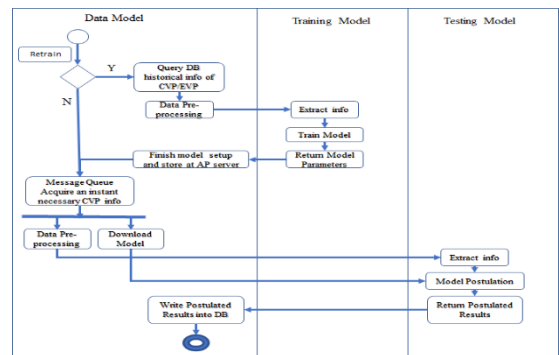 Data Model
Training Model
Testing Model
Retrain
Y
Query DB
historical info of
CVP/EVP
N
Data Pre-
processing
Extract info
Train Model
Finish model setup
and store at AP server
Return Model
Parameters
Message Queue
Acquire an instant
necessary CVP info
Data Pre-
processing
Download
Model
Extract info
Model Postulation
Write Postulated
Results into DB
Return Postulated
Results